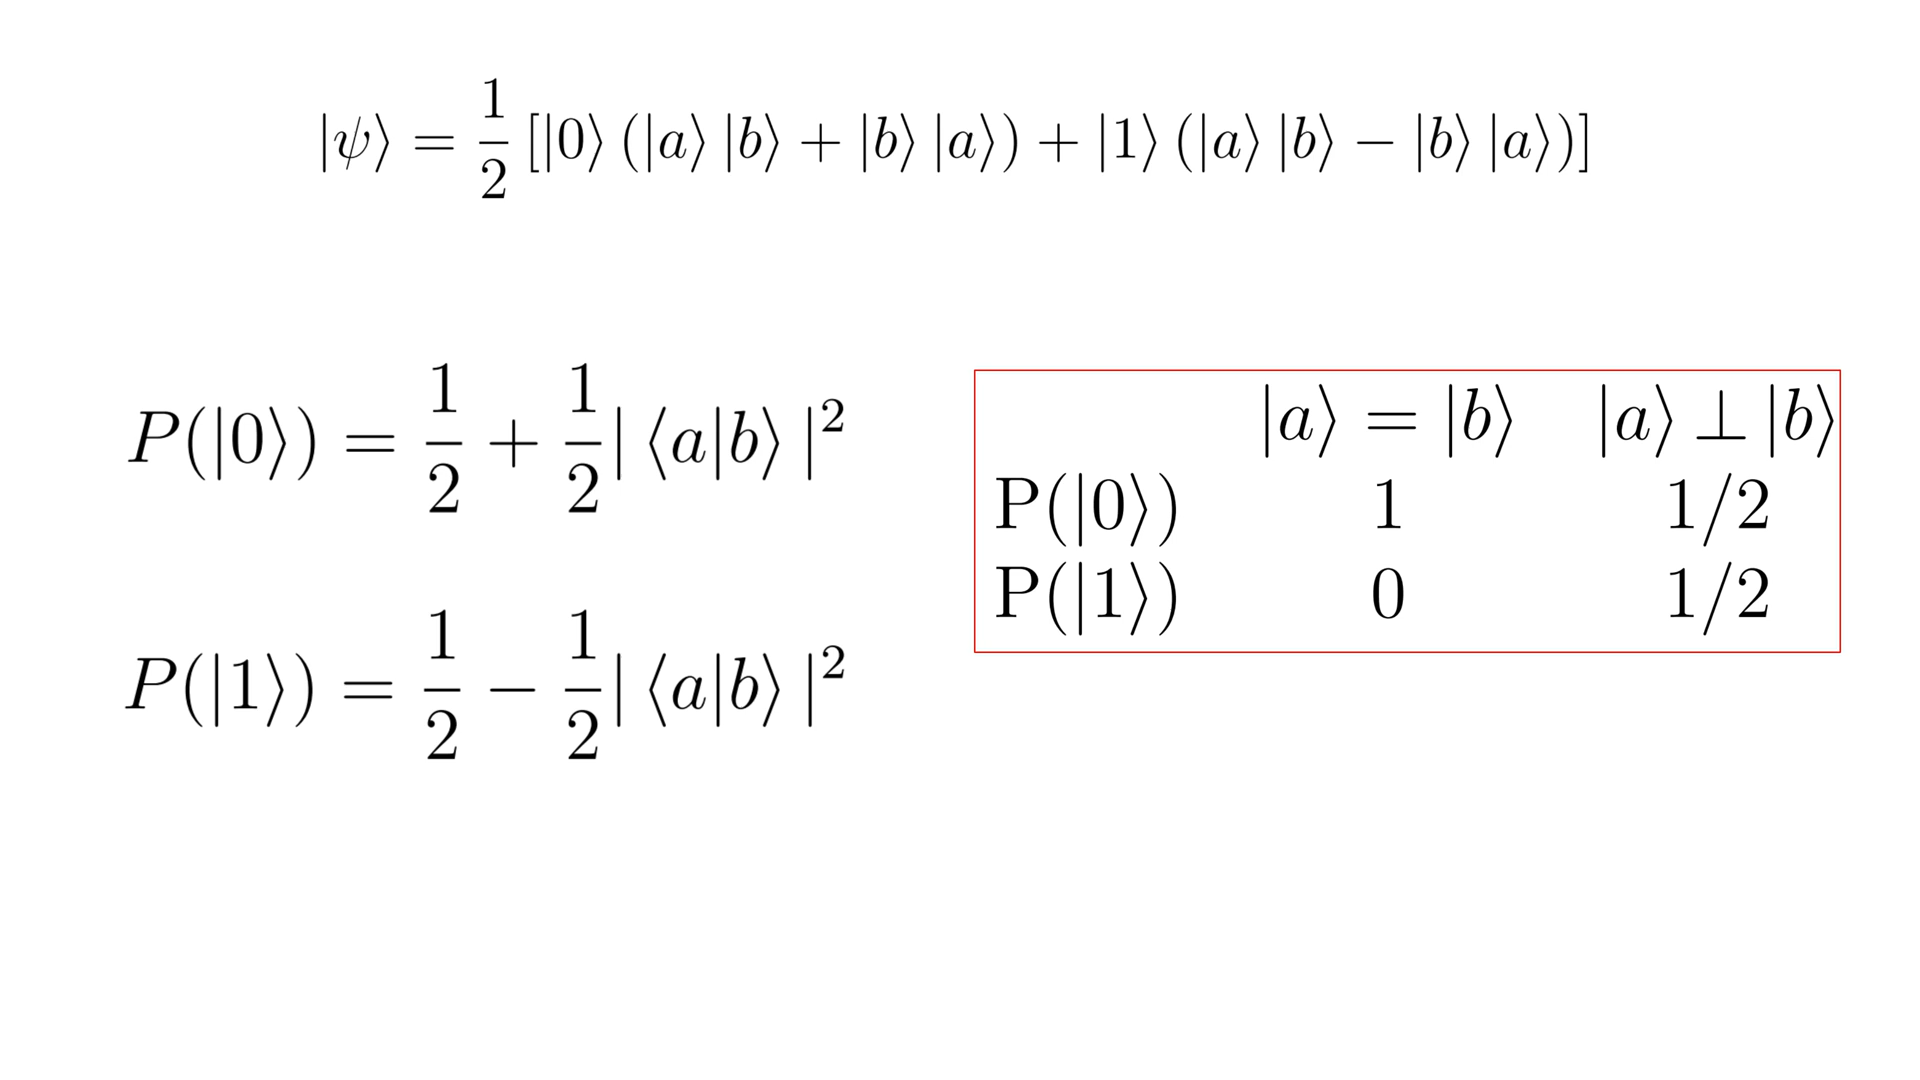 |ψ⟩ = 1/2 [|0⟩ (|a⟩ |b⟩ + |b⟩ |a⟩) + |1⟩ (|a⟩ |b⟩ − |b⟩ |a⟩)]
P(|0⟩) = 1/2 + 1/2 | ⟨a|b⟩ |²
P(|1⟩) = 1/2 − 1/2 | ⟨a|b⟩ |²
|a⟩ = |b⟩ |a⟩ ⊥ |b⟩
P(|0⟩) 1 1/2
P(|1⟩) 0 1/2